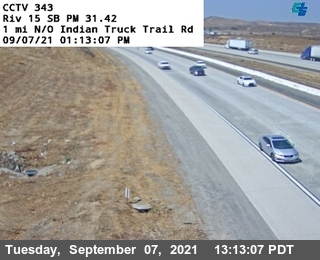 CCTV 343
Riv 15 SB PM 31.42
1 mi N/O Indian Truck Trail Rd
09/07/21 01:13:07 PM
Tuesday, September 07, 2021 13:13:07 PDT